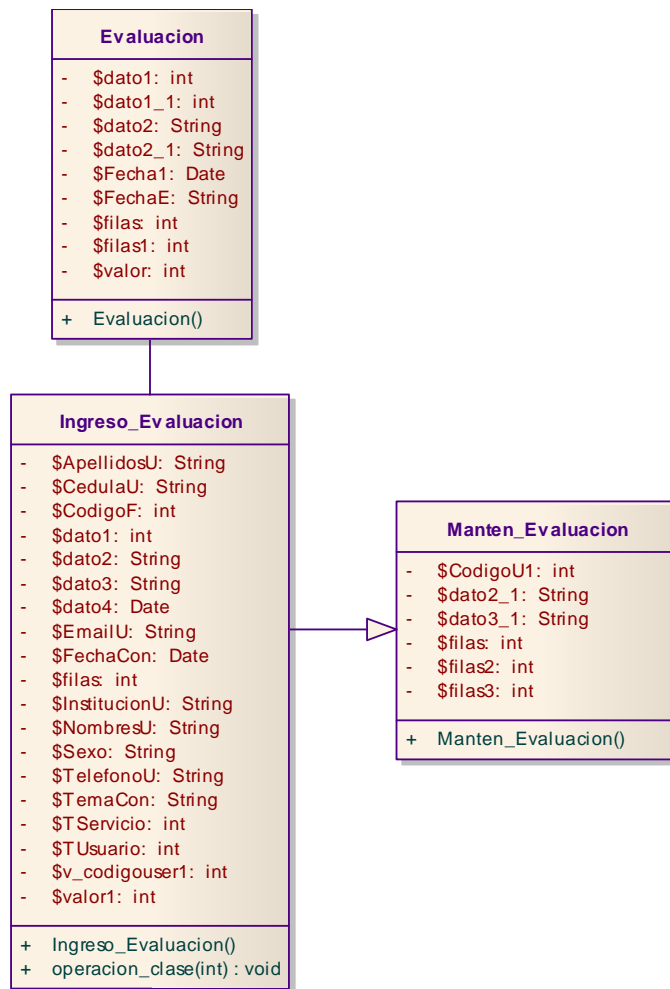 Evaluacion
- $dato1: int
- $dato1_1: int
- $dato2: String
- $dato2_1: String
- $Fecha1: Date
- $FechaE: String
- $filas: int
- $filas1: int
- $valor: int
+ Evaluacion()
Ingreso_Evaluacion
- $ApellidosU: String
- $CedulaU: String
- $CodigoF: int
- $dato1: int
- $dato2: String
- $dato3: String
- $dato4: Date
- $EmailU: String
- $FechaCon: Date
- $filas: int
- $InstitucionU: String
- $NombresU: String
- $Sexo: String
- $TelefonoU: String
- $TemaCon: String
- $TServicio: int
- $TUsuario: int
- $v_codigouser1: int
- $valor1: int
+ Ingreso_Evaluacion()
+ operacion_clase(int) : void
Manten_Evaluacion
- $CodigoU1: int
- $dato2_1: String
- $dato3_1: String
- $filas: int
- $filas2: int
- $filas3: int
+ Manten_Evaluacion()